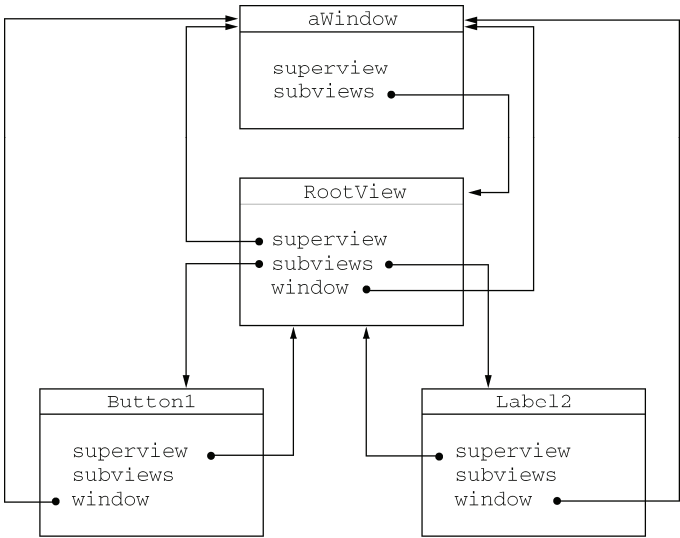 aWindow
superview
subviews
RootView
superview
subviews
window
Button1
superview
subviews
window
Label2
superview
subviews
window